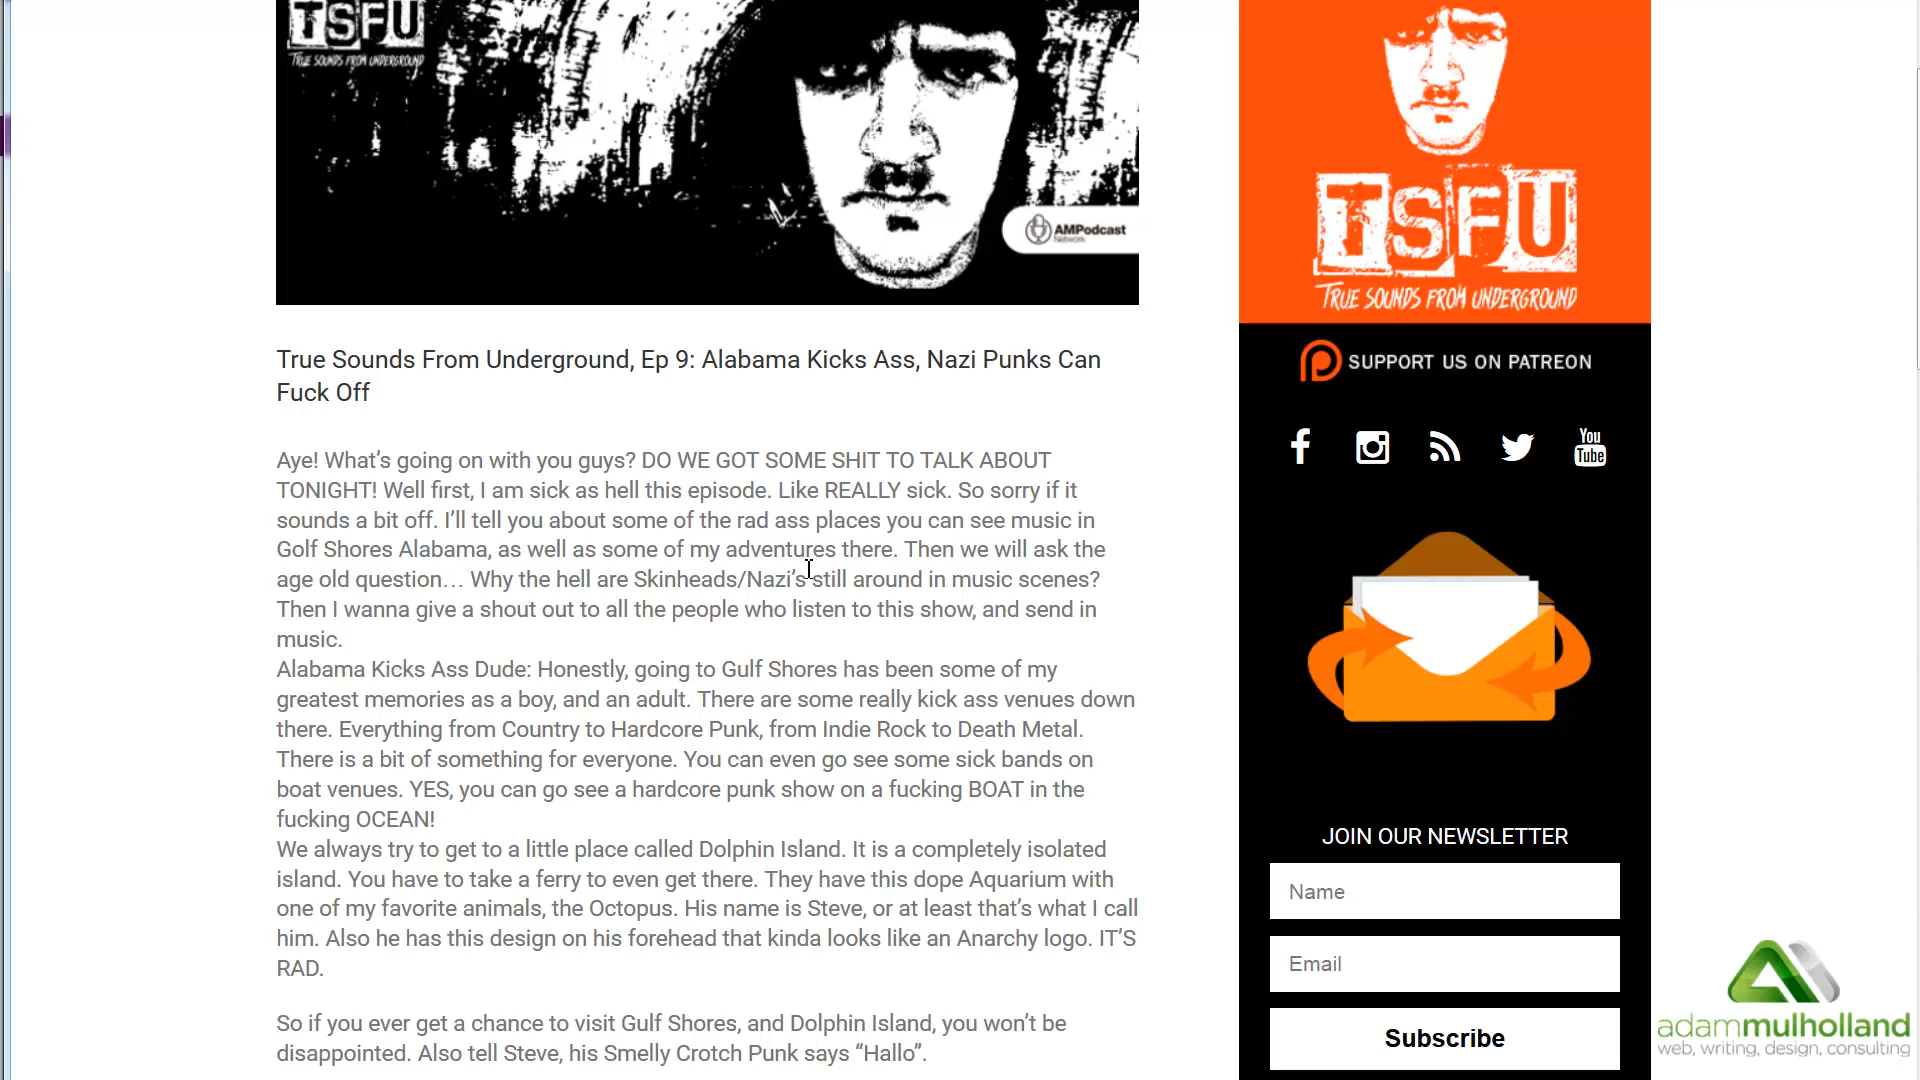 TSFU
TRUE SOUNDS FROM UNDERGROUND
AMPodcast
Network
True Sounds From Underground, Ep 9: Alabama Kicks Ass, Nazi Punks Can
Fuck Off
Aye! What’s going on with you guys? DO WE GOT SOME SHIT TO TALK ABOUT
TONIGHT! Well first, I am sick as hell this episode. Like REALLY sick. So sorry if it
sounds a bit off. I’ll tell you about some of the rad ass places you can see music in
Golf Shores Alabama, as well as some of my adventures there. Then we will ask the
age old question… Why the hell are Skinheads/Nazi’s still around in music scenes?
Then I wanna give a shout out to all the people who listen to this show, and send in
music.
Alabama Kicks Ass Dude: Honestly, going to Gulf Shores has been some of my
greatest memories as a boy, and an adult. There are some really kick ass venues down
there. Everything from Country to Hardcore Punk, from Indie Rock to Death Metal.
There is a bit of something for everyone. You can even go see some sick bands on
boat venues. YES, you can go see a hardcore punk show on a fucking BOAT in the
fucking OCEAN!
We always try to get to a little place called Dolphin Island. It is a completely isolated
island. You have to take a ferry to even get there. They have this dope Aquarium with
one of my favorite animals, the Octopus. His name is Steve, or at least that’s what I call
him. Also he has this design on his forehead that kinda looks like an Anarchy logo. IT’S
RAD.
So if you ever get a chance to visit Gulf Shores, and Dolphin Island, you won’t be
disappointed. Also tell Steve, his Smelly Crotch Punk says “Hallo”.
TSFU
TRUE SOUNDS FROM UNDERGROUND
SUPPORT US ON PATREON
You
Tube
JOIN OUR NEWSLETTER
Name
Email
Subscribe
adammulholland
web, writing, design, consulting